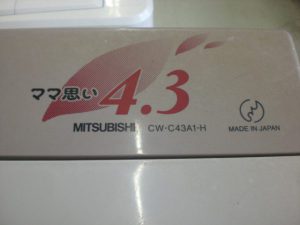 ママ思い 4.3
MITSUBISHI CW-C43A1-H
MADE IN JAPAN